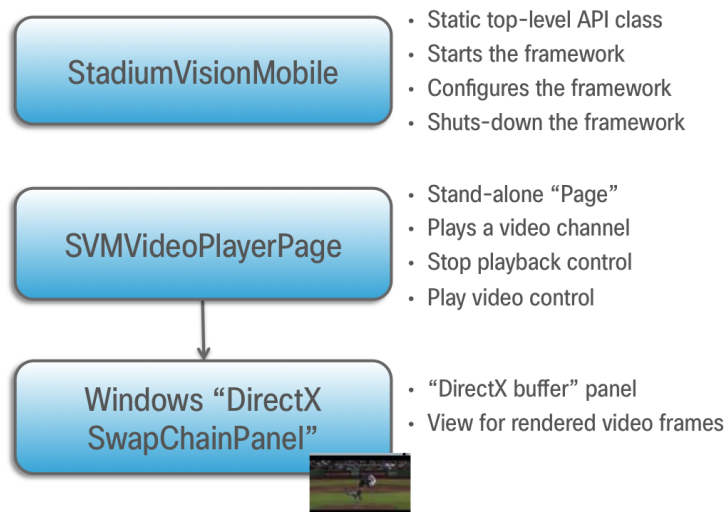 StadiumVisionMobile
• Static top-level API class
• Starts the framework
• Configures the framework
• Shuts-down the framework
SVMVideoPlayerPage
• Stand-alone “Page”
• Plays a video channel
• Stop playback control
• Play video control
Windows “DirectX
SwapChainPanel”
• “DirectX buffer” panel
• View for rendered video frames